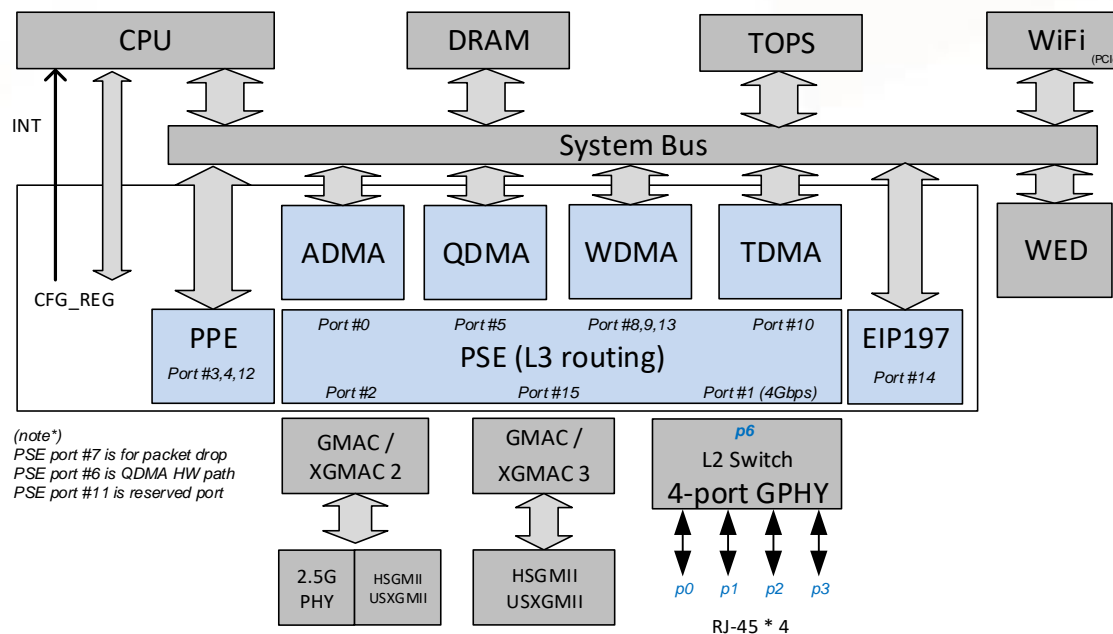 CPU
DRAM
TOPS
WiFi
(PCIe
INT
System Bus
ADMA
QDMA
WDMA
TDMA
WED
CFG_REG
PPE
Port #3,4,12
Port #0
Port #5
Port #8,9,13
Port #10
PSE (L3 routing)
Port #2
Port #15
Port #1 (4Gbps)
EIP197
Port #14
(note*)
PSE port #7 is for packet drop
PSE port #6 is QDMA HW path
PSE port #11 is reserved port
GMAC /
XGMAC 2
GMAC /
XGMAC 3
p6
L2 Switch
4-port GPHY
2.5G
PHY
HSGMII
USXGMII
HSGMII
USXGMII
p0
p1
p2
p3
RJ-45 * 4